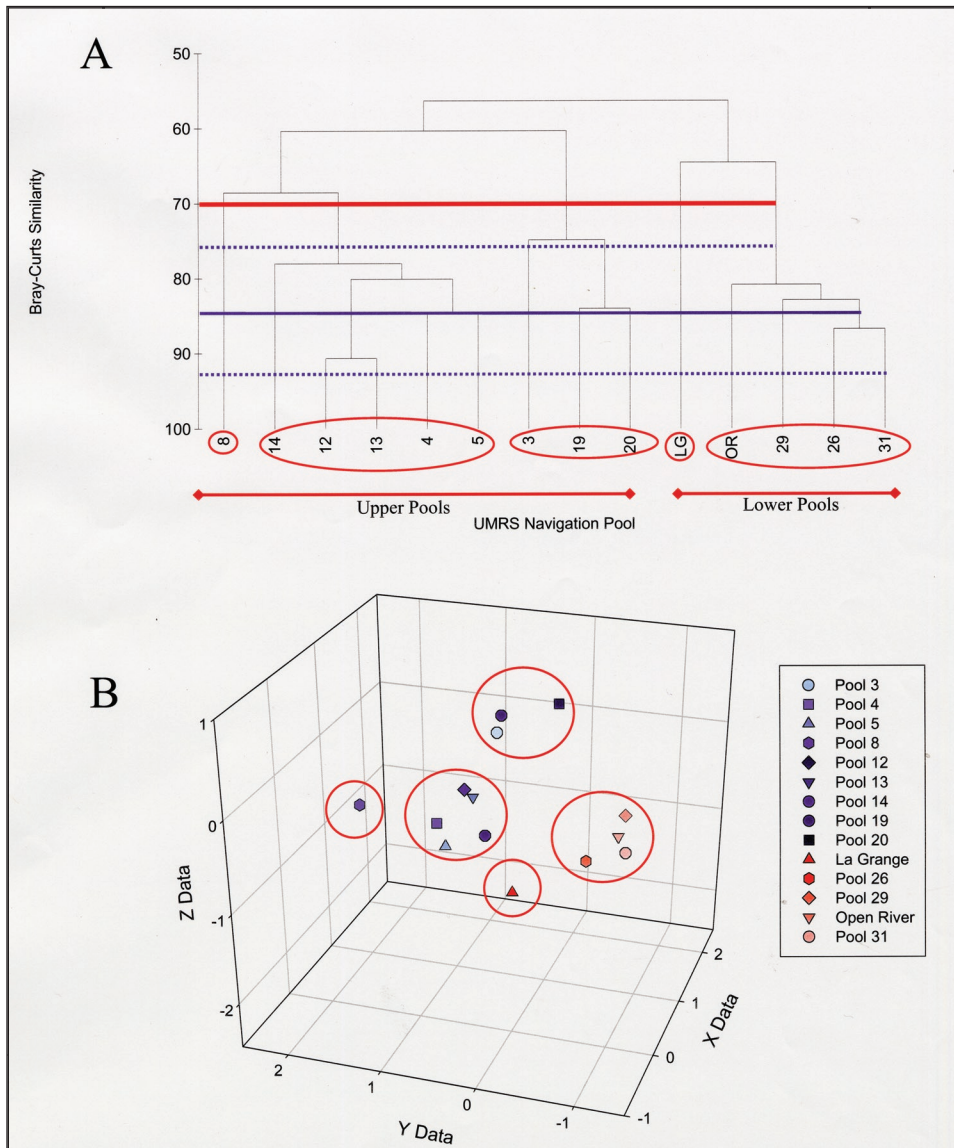 A
50
60
70
80
90
100
Bray-Curts Similarity
8 14 12 13 4 5 3 19 20 LG OR 29 26 31
Upper Pools
Lower Pools
UMRS Navigation Pool
B
1
0
-1
-2
Z Data
2
1
0
-1
Y Data
-1
0
1
2
X Data
Pool 3
Pool 4
Pool 5
Pool 8
Pool 12
Pool 13
Pool 14
Pool 19
Pool 20
La Grange
Pool 26
Pool 29
Open River
Pool 31